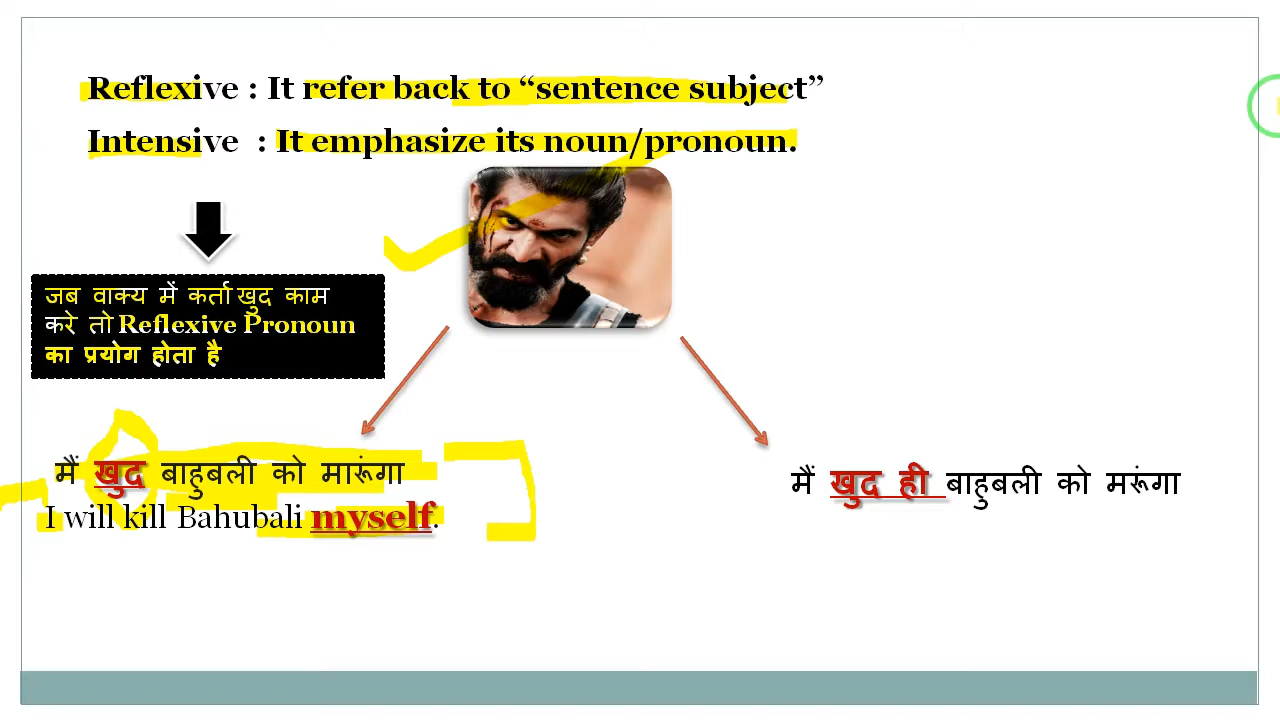 Reflexive : It refer back to “sentence subject”
Intensive : It emphasize its noun/pronoun.
जब वाक्य में कर्ता खुद काम
करे तो Reflexive Pronoun
का प्रयोग होता है
मैं खुद बाहुबली को मारूंगा
I will kill Bahubali myself.
मैं खुद ही बाहुबली को मरूंगा